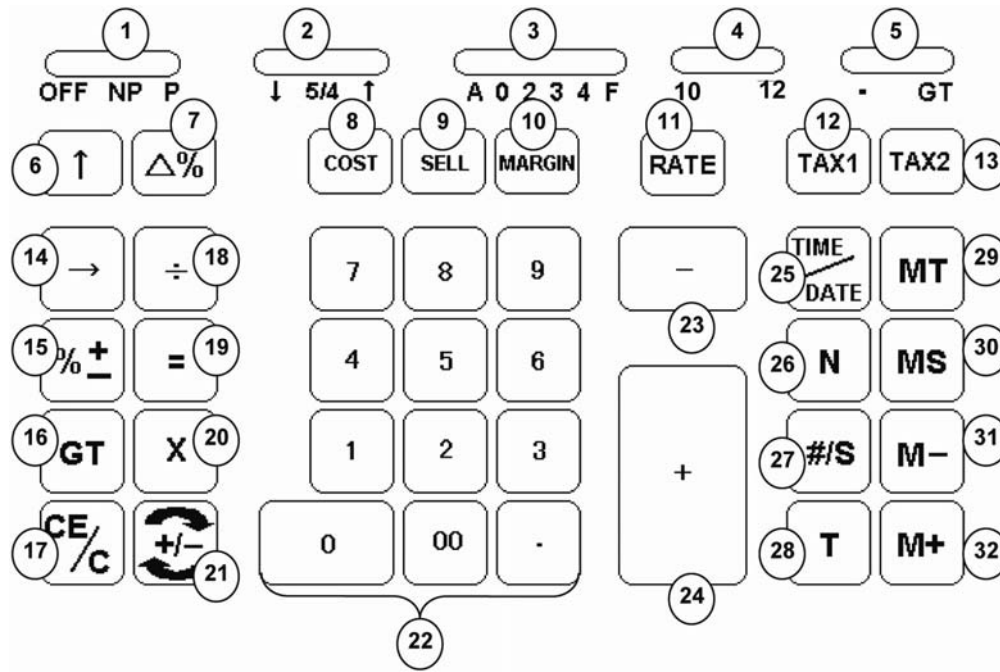 1 2 3 4 5
OFF NP P ↓ 5/4 ↑ A 0 2 3 4 F 10 12 - GT
7 8 9 10 11 12
6 ↑ △% COST SELL MARGIN RATE TAX1 TAX2 13
14 → ÷ 18 7 8 9 − TIME/DATE 25 MT 29
23
15 %± = 19 4 5 6 26 N MS 30
16 GT X 20 1 2 3 + 27 #/S M− 31
17 CE/C +/− 21 0 00 . 28 T M+ 32
24
22